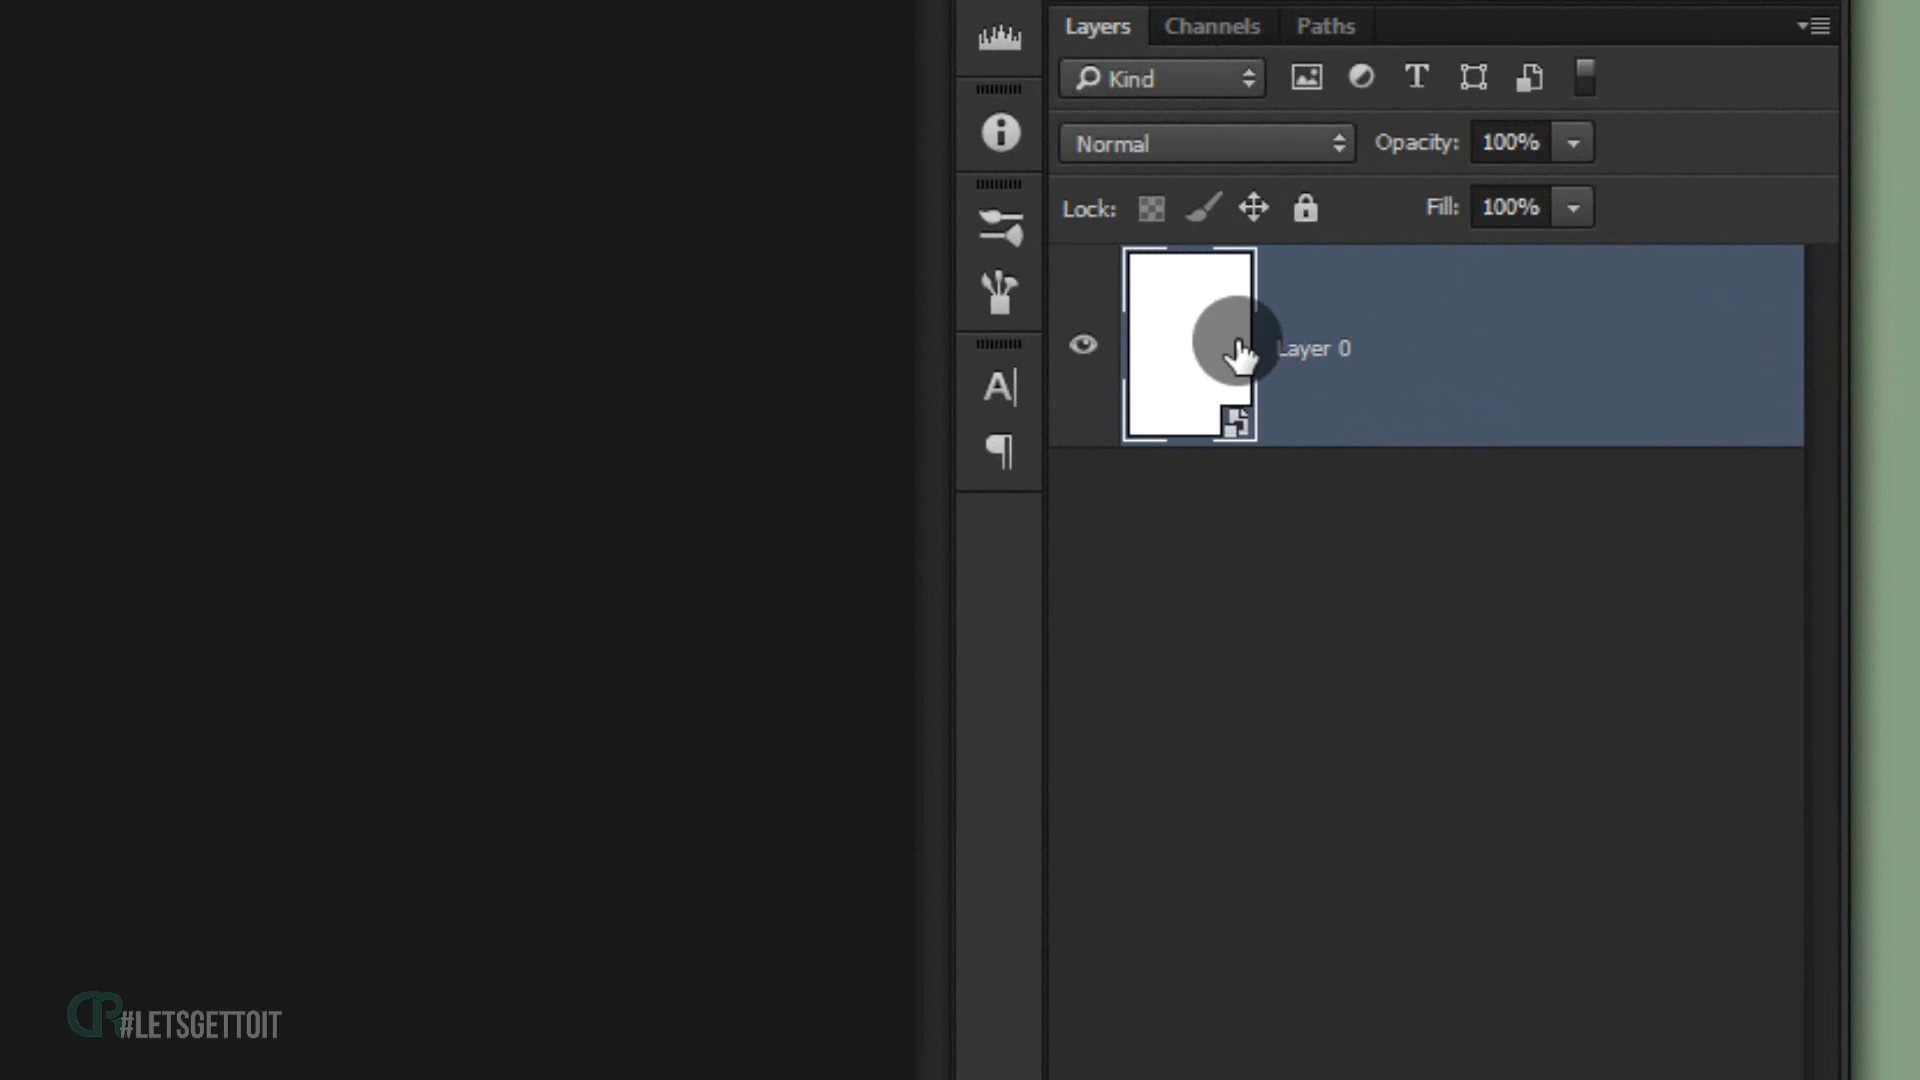 Layers Channels Paths
Kind
Normal Opacity: 100%
Lock: Fill: 100%
Layer 0
#LETSGETTOIT